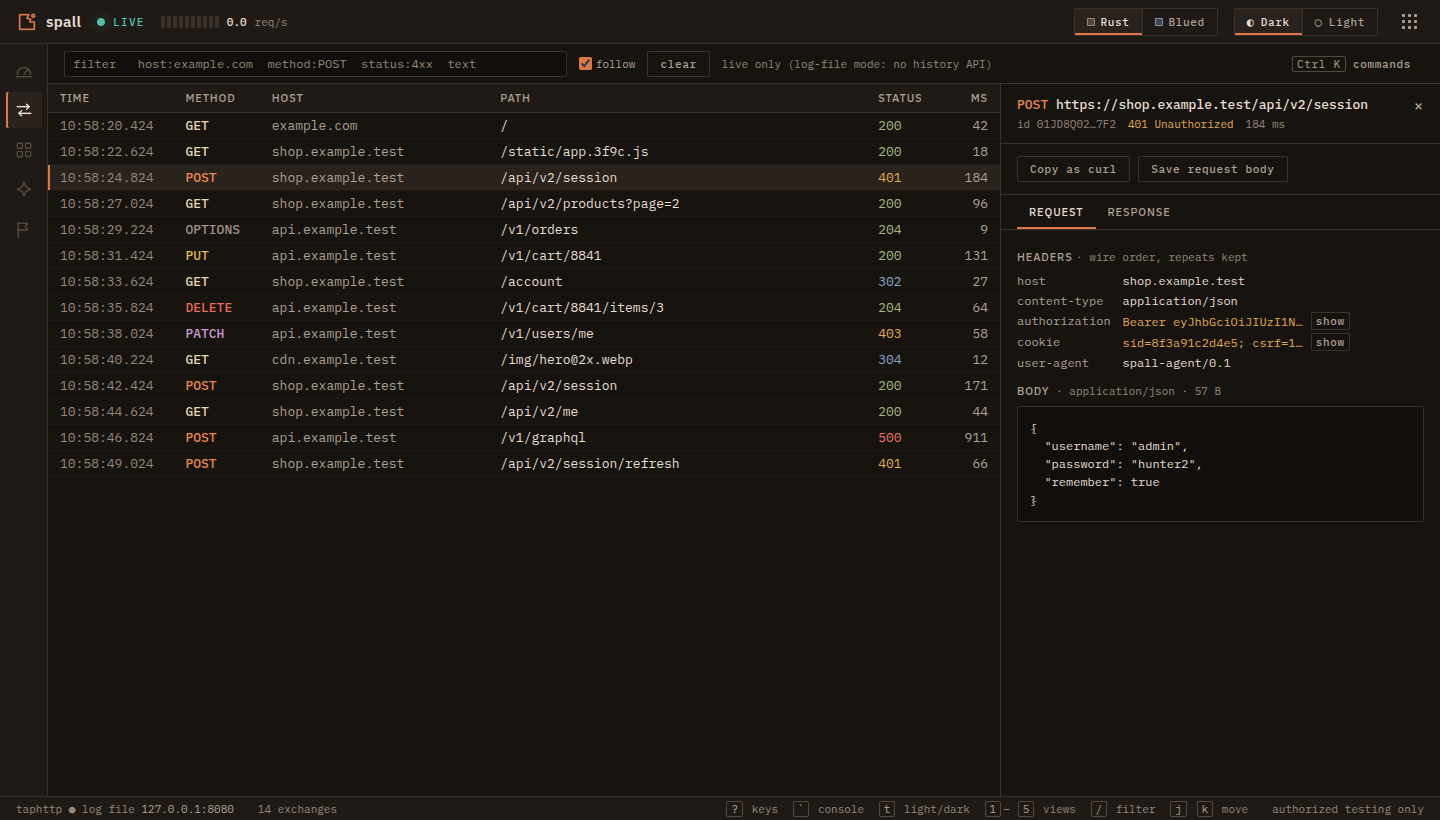 spall LIVE 0.0 req/s Rust Blued Dark Light
filter host:example.com method:POST status:4xx text follow clear live only (log-file mode: no history API) Ctrl K commands
TIME METHOD HOST PATH STATUS MS
10:58:20.424 GET example.com / 200 42
10:58:22.624 GET shop.example.test /static/app.3f9c.js 200 18
10:58:24.824 POST shop.example.test /api/v2/session 401 184
10:58:27.024 GET shop.example.test /api/v2/products?page=2 200 96
10:58:29.224 OPTIONS api.example.test /v1/orders 204 9
10:58:31.424 PUT api.example.test /v1/cart/8841 200 131
10:58:33.624 GET shop.example.test /account 302 27
10:58:35.824 DELETE api.example.test /v1/cart/8841/items/3 204 64
10:58:38.024 PATCH api.example.test /v1/users/me 403 58
10:58:40.224 GET cdn.example.test /img/hero@2x.webp 304 12
10:58:42.424 POST shop.example.test /api/v2/session 200 171
10:58:44.624 GET shop.example.test /api/v2/me 200 44
10:58:46.824 POST api.example.test /v1/graphql 500 911
10:58:49.024 POST shop.example.test /api/v2/session/refresh 401 66
POST https://shop.example.test/api/v2/session ×
id 01JD8Q02…7F2 401 Unauthorized 184 ms
Copy as curl Save request body
REQUEST RESPONSE
HEADERS · wire order, repeats kept
host shop.example.test
content-type application/json
authorization Bearer eyJhbGciOiJIUzI1N… show
cookie sid=8f3a91c2d4e5; csrf=1… show
user-agent spall-agent/0.1
BODY · application/json · 57 B
{
"username": "admin",
"password": "hunter2",
"remember": true
}
taphttp ● log file 127.0.0.1:8080 14 exchanges ? keys ` console t light/dark 1 – 5 views / filter j k move authorized testing only